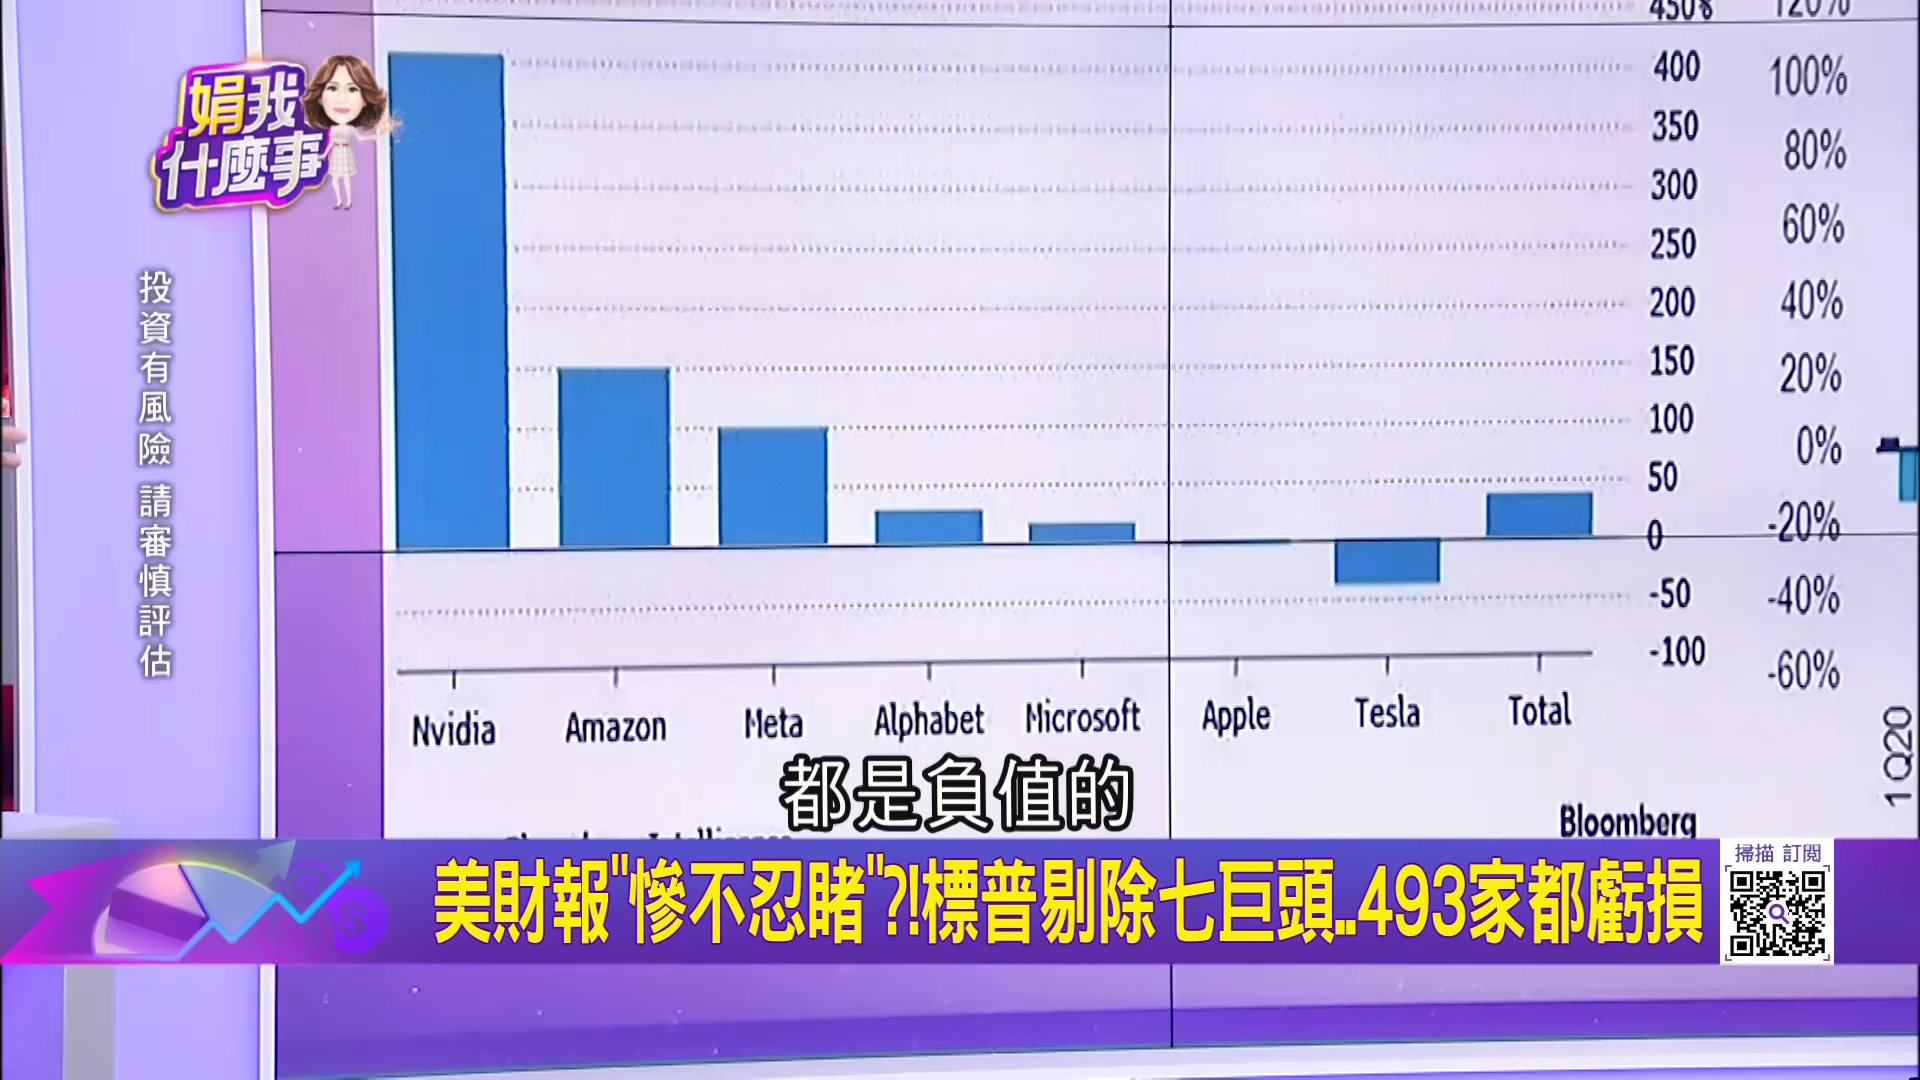 娟我
什麼事
投資有風險 請審慎評估
450%
400
350
300
250
200
150
100
50
0
-50
-100
120%
100%
80%
60%
40%
20%
0%
-20%
-40%
-60%
1Q20
Nvidia Amazon Meta Alphabet Microsoft Apple Tesla Total
Bloomberg
都是負值的
美財報"慘不忍睹"?!標普剔除七巨頭..493家都虧損
掃描 訂閱